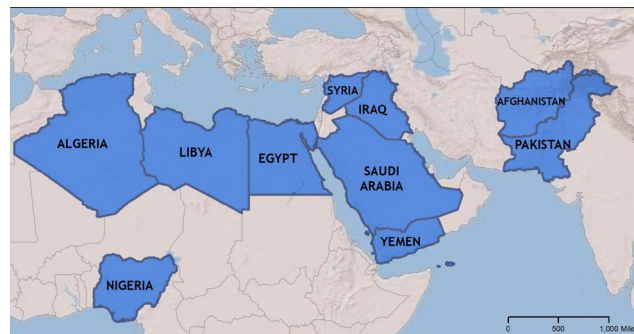 SYRIA
IRAQ
AFGHANISTAN
ALGERIA
LIBYA
EGYPT
PAKISTAN
SAUDI
ARABIA
YEMEN
NIGERIA
0 500 1,000 Mile